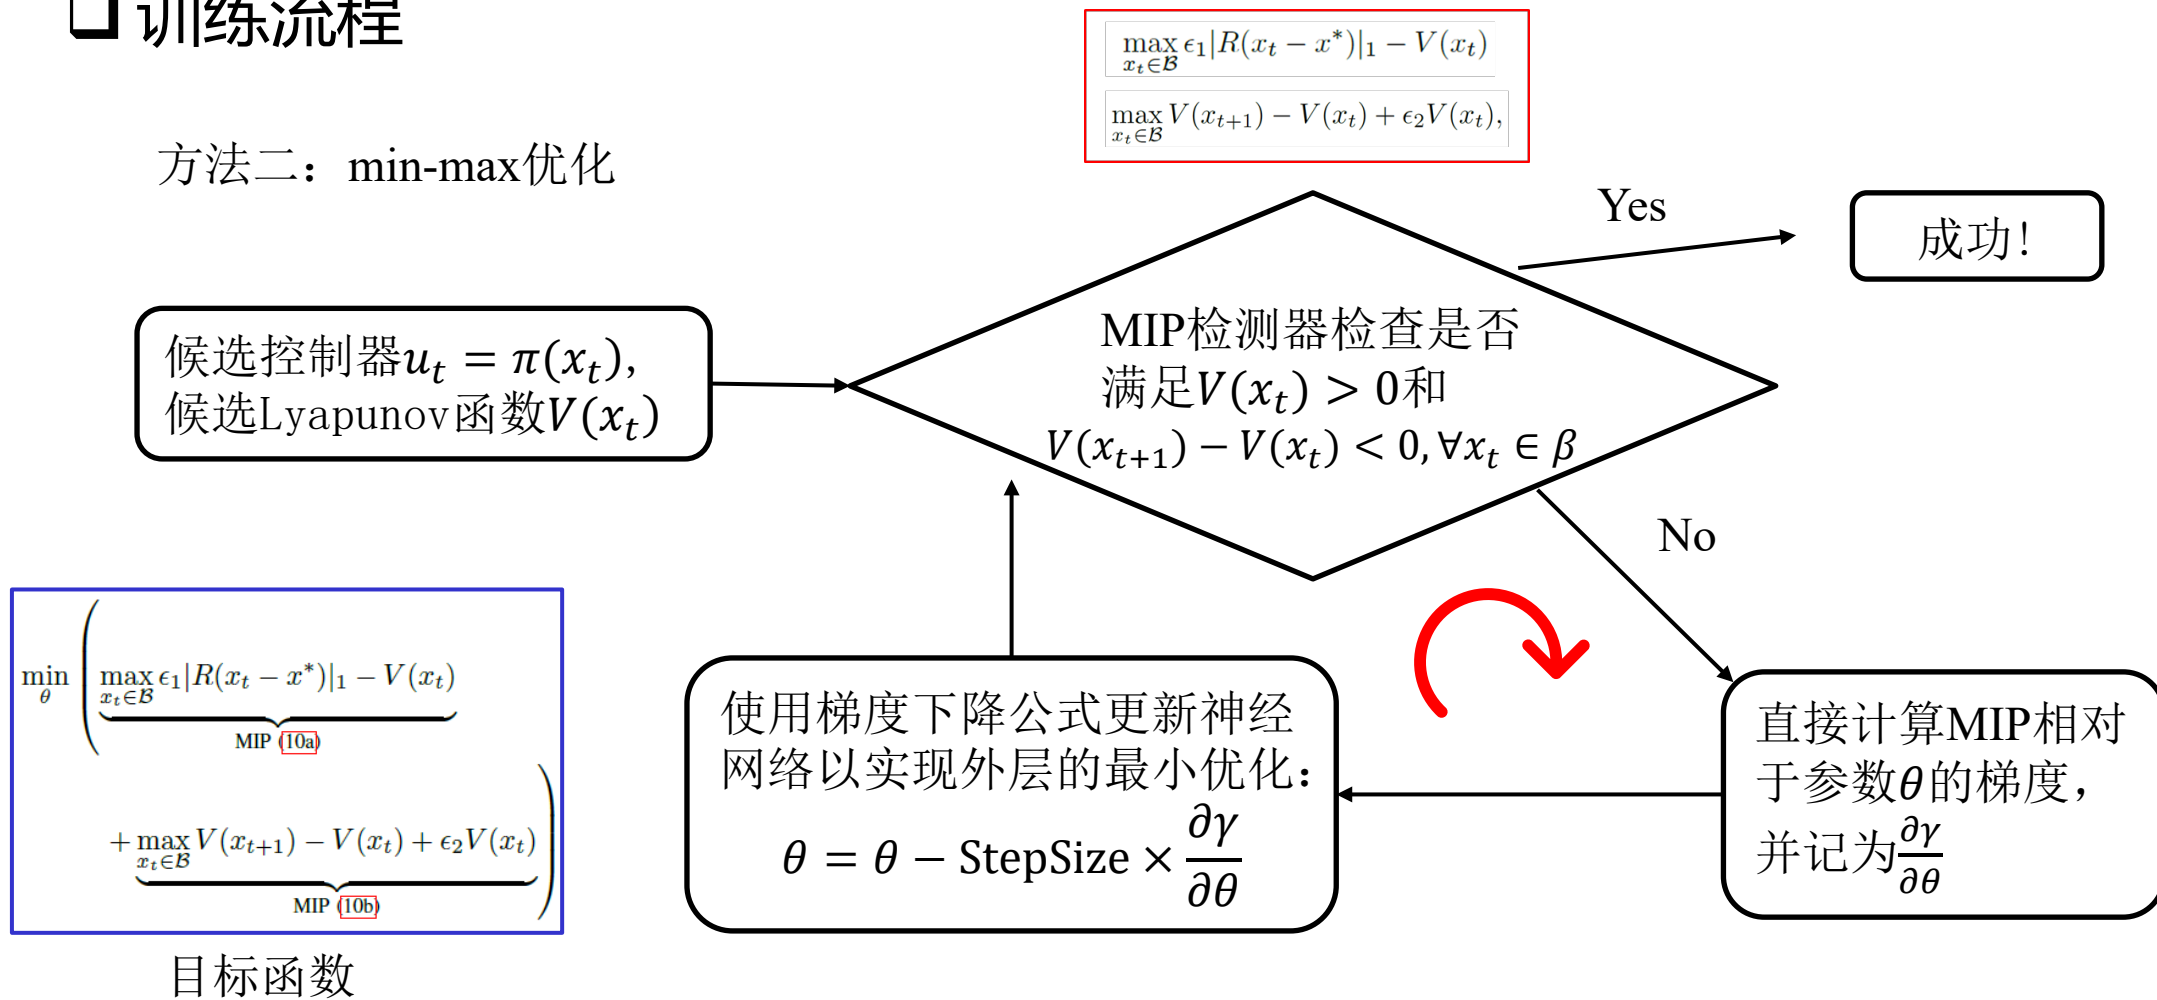 训练流程
max_{x_t∈𝓑} ϵ₁|R(x_t − x*)|₁ − V(x_t)
max_{x_t∈𝓑} V(x_{t+1}) − V(x_t) + ϵ₂V(x_t),
方法二：min-max优化
Yes
成功！
候选控制器u_t = π(x_t),
候选Lyapunov函数V(x_t)
MIP检测器检查是否
满足V(x_t) > 0和
V(x_{t+1}) − V(x_t) < 0, ∀x_t ∈ β
No
min_θ ( max_{x_t∈𝓑} ϵ₁|R(x_t − x*)|₁ − V(x_t)
MIP (10a)
+ max_{x_t∈𝓑} V(x_{t+1}) − V(x_t) + ϵ₂V(x_t) )
MIP (10b)
目标函数
使用梯度下降公式更新神经
网络以实现外层的最小优化：
θ = θ − StepSize × ∂γ/∂θ
直接计算MIP相对
于参数θ的梯度，
并记为∂γ/∂θ